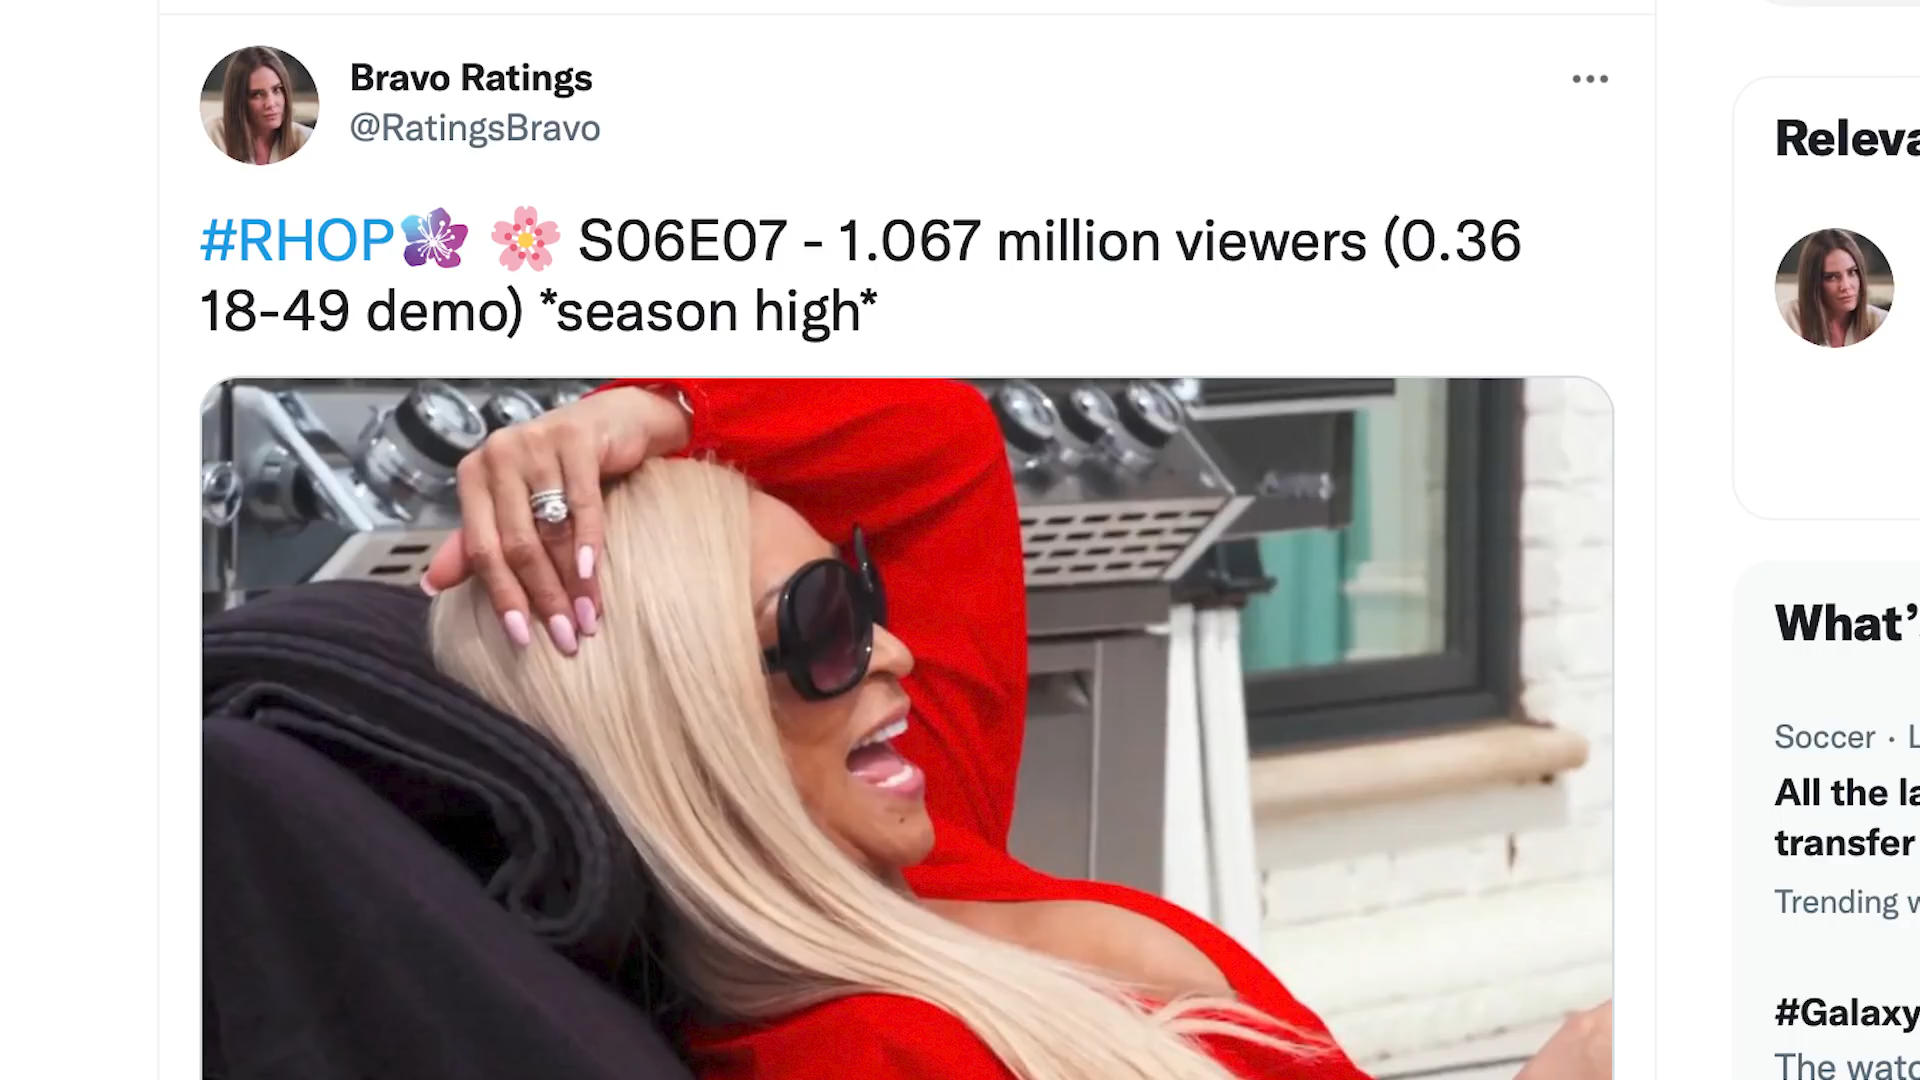 Bravo Ratings
@RatingsBravo
#RHOP🌺 🌸 S06E07 - 1.067 million viewers (0.36
18-49 demo) *season high*
Releva
What's
Soccer · L
All the la
transfer
Trending w
#Galaxy
The watc